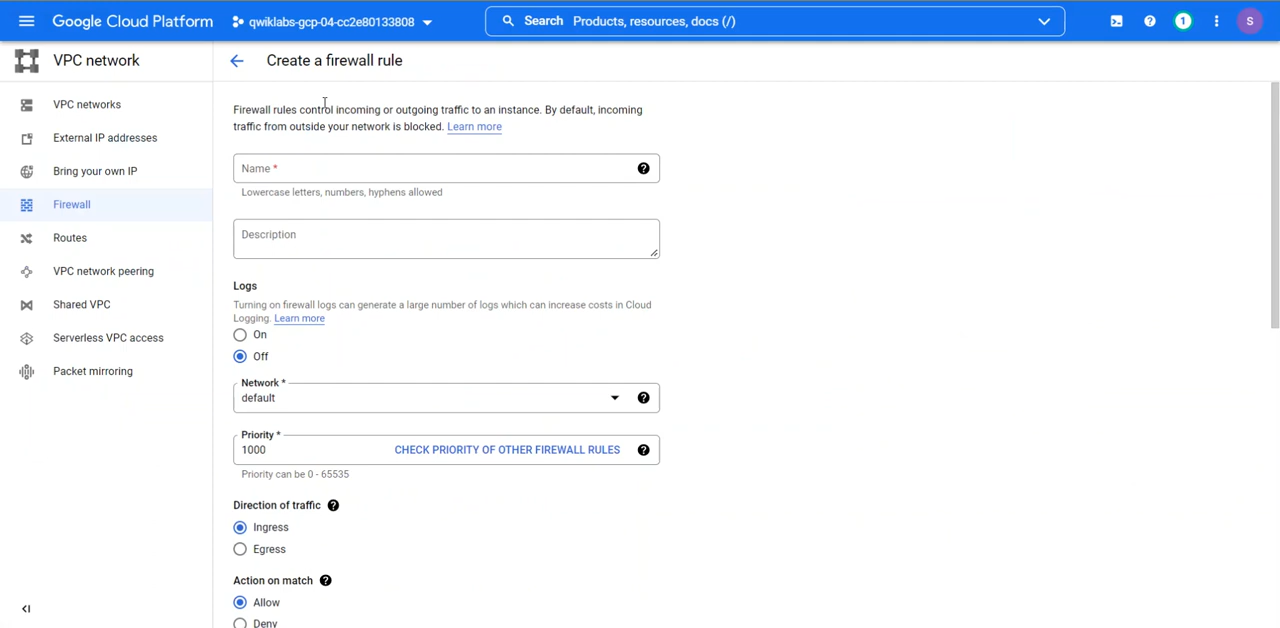 Google Cloud Platform
qwiklabs-gcp-04-cc2e80133808
Search Products, resources, docs (/)
1
S
VPC network
Create a firewall rule
VPC networks
External IP addresses
Bring your own IP
Firewall
Routes
VPC network peering
Shared VPC
Serverless VPC access
Packet mirroring
Firewall rules control incoming or outgoing traffic to an instance. By default, incoming
traffic from outside your network is blocked. Learn more
Name *
Lowercase letters, numbers, hyphens allowed
Description
Logs
Turning on firewall logs can generate a large number of logs which can increase costs in Cloud
Logging. Learn more
On
Off
Network *
default
Priority *
1000 CHECK PRIORITY OF OTHER FIREWALL RULES
Priority can be 0 - 65535
Direction of traffic
Ingress
Egress
Action on match
Allow
Deny